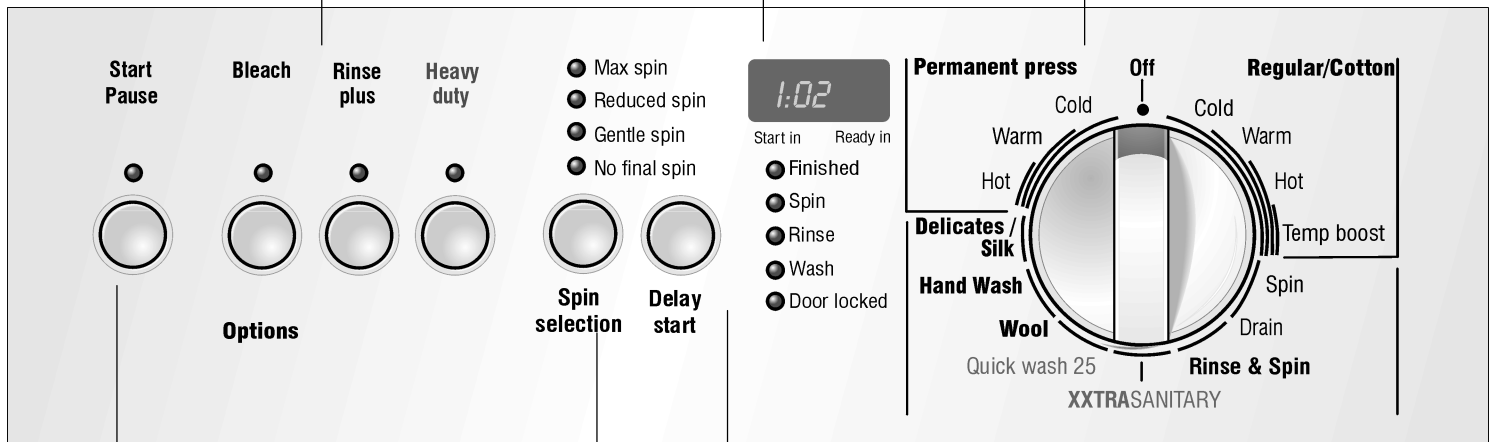 Start
Pause
Bleach
Rinse
plus
Heavy
duty
Options
Max spin
Reduced spin
Gentle spin
No final spin
Spin
selection
Delay
start
1:02
Start in
Ready in
Finished
Spin
Rinse
Wash
Door locked
Permanent press
Off
Regular/Cotton
Cold
Warm
Hot
Delicates /
Silk
Hand Wash
Wool
Quick wash 25
XXTRASANITARY
Cold
Warm
Hot
Temp boost
Spin
Drain
Rinse & Spin